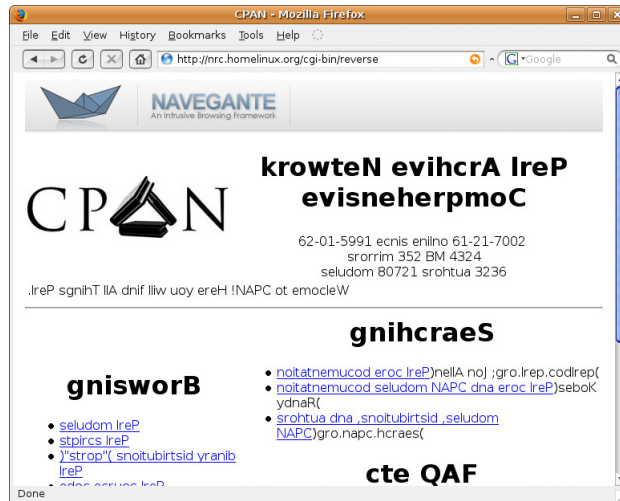 CPAN - Mozilla Firefox
File Edit View History Bookmarks Tools Help
http://nrc.homelinux.org/cgi-bin/reverse
Google
NAVEGANTE
An Intrusive Browsing Framework
CPAN
krowteN evihcrA lreP
evisneherpmoC
62-01-5991 ecnis enilno 61-21-7002
srorrim 352 BM 4324
seludom 80721 srohtua 3236
.lreP sgnihT llA dnif lliw uoy ereH !NAPC ot emocleW
gnihcraeS
noitatnemucod eroc lreP)nellA noJ ;gro.lrep.codlrep(
noitatnemucod seludom NAPC dna eroc lreP)seboK
ydnaR(
srohtua dna ,snoitubirtsid ,seludom
NAPC)gro.napc.hcraes(
cte QAF
gnisworB
seludom lreP
stpircs lreP
)"strop"( snoitubirtsid yranib
lreP
edoc ecruos lreP
Done